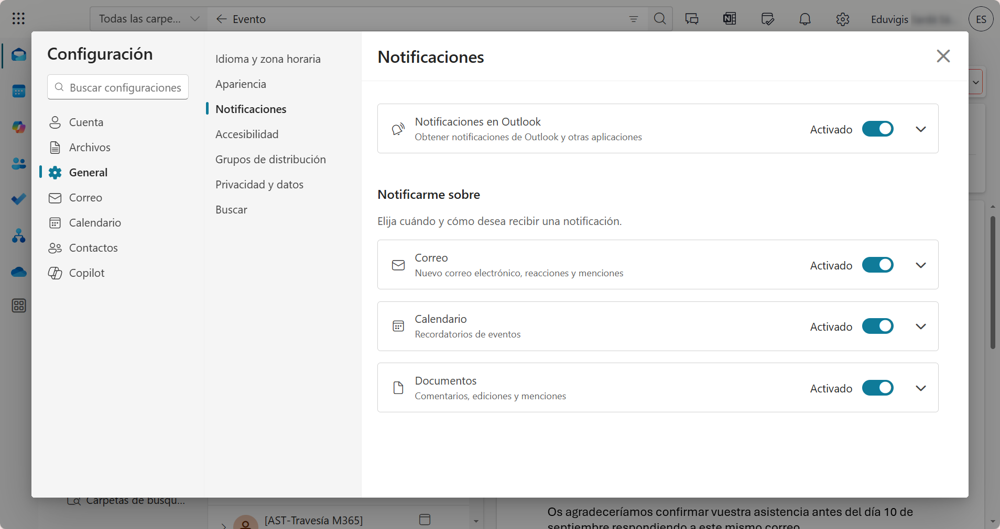 Todas las carpe...
Evento
Eduvigis
ES
Configuración
Buscar configuraciones
Cuenta
Archivos
General
Correo
Calendario
Contactos
Copilot
Idioma y zona horaria
Apariencia
Notificaciones
Accesibilidad
Grupos de distribución
Privacidad y datos
Buscar
Notificaciones
Notificaciones en Outlook
Obtener notificaciones de Outlook y otras aplicaciones
Activado
Notificarme sobre
Elija cuándo y cómo desea recibir una notificación.
Correo
Nuevo correo electrónico, reacciones y menciones
Activado
Calendario
Recordatorios de eventos
Activado
Documentos
Comentarios, ediciones y menciones
Activado
Carpetas de búsqu...
[AST-Travesía M365]
Os agradeceríamos confirmar vuestra asistencia antes del día 10 de
septiembre respondiendo a este mismo correo